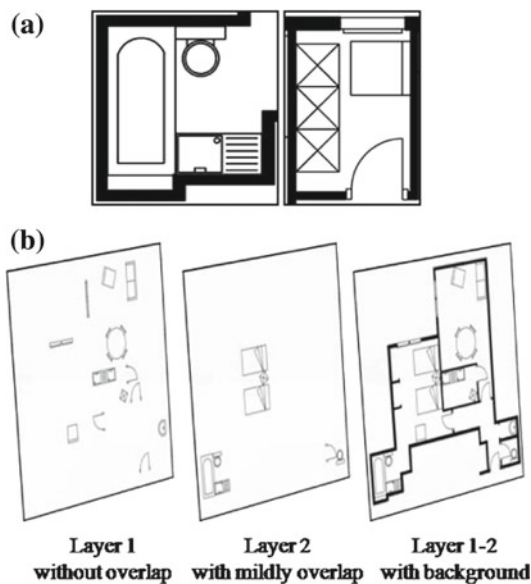 (a)
(b)
Layer 1
without overlap
Layer 2
with mildly overlap
Layer 1-2
with background